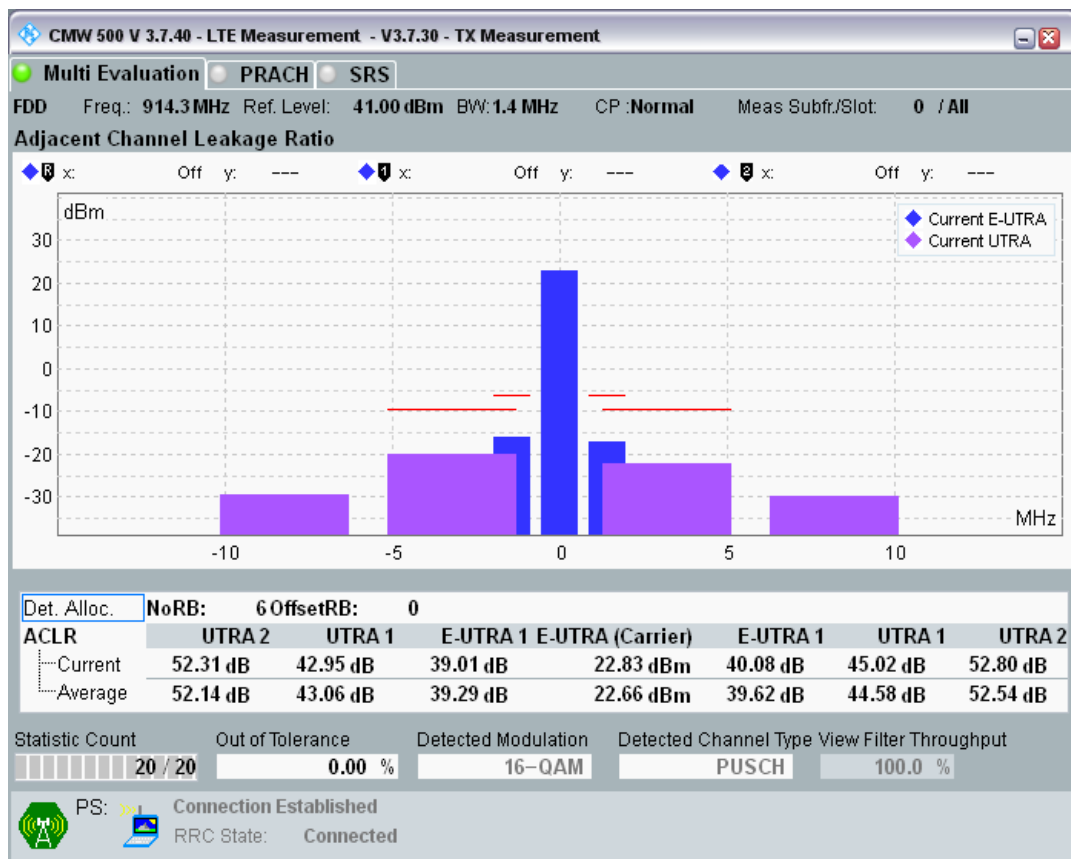 CMW 500 V 3.7.40 - LTE Measurement - V3.7.30 - TX Measurement
Multi Evaluation PRACH SRS
FDD Freq.: 914.3 MHz Ref. Level: 41.00 dBm BW: 1.4 MHz CP :Normal Meas Subfr./Slot: 0 / All
Adjacent Channel Leakage Ratio
R x: Off y: --- 1 x: Off y: --- 2 x: Off y: ---
dBm
Current E-UTRA
Current UTRA
30
20
10
0
-10
-20
-30
MHz
-10 -5 0 5 10
Det. Alloc. NoRB: 6 OffsetRB: 0
ACLR UTRA 2 UTRA 1 E-UTRA 1 E-UTRA (Carrier) E-UTRA 1 UTRA 1 UTRA 2
Current 52.31 dB 42.95 dB 39.01 dB 22.83 dBm 40.08 dB 45.02 dB 52.80 dB
Average 52.14 dB 43.06 dB 39.29 dB 22.66 dBm 39.62 dB 44.58 dB 52.54 dB
Statistic Count Out of Tolerance Detected Modulation Detected Channel Type View Filter Throughput
20 / 20 0.00 % 16-QAM PUSCH 100.0 %
PS: Connection Established
RRC State: Connected